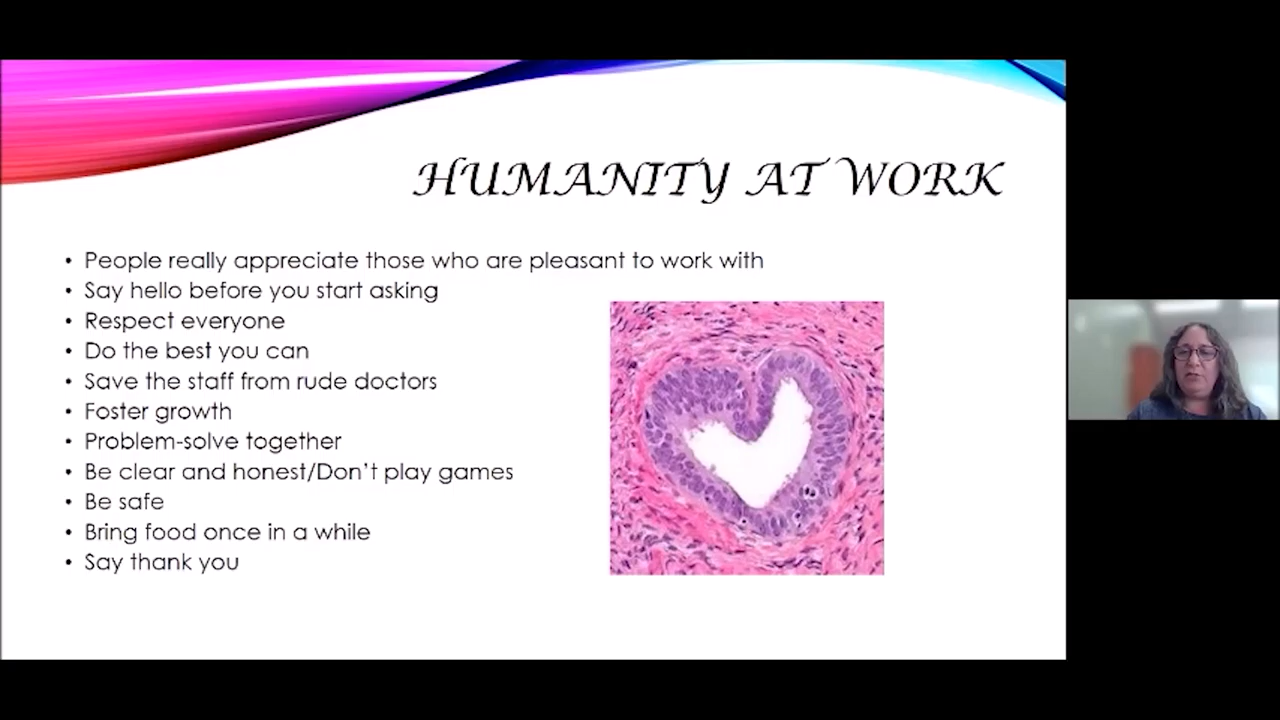 HUMANITY AT WORK
• People really appreciate those who are pleasant to work with
• Say hello before you start asking
• Respect everyone
• Do the best you can
• Save the staff from rude doctors
• Foster growth
• Problem-solve together
• Be clear and honest/Don't play games
• Be safe
• Bring food once in a while
• Say thank you